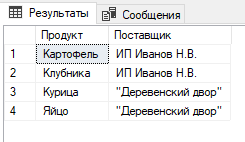 Результаты Сообщения
Продукт Поставщик
1 Картофель ИП Иванов Н.В.
2 Клубника ИП Иванов Н.В.
3 Курица "Деревенский двор"
4 Яйцо "Деревенский двор"